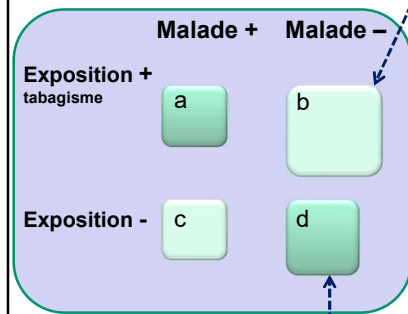 Malade + Malade –
Exposition +
tabagisme
a b
Exposition - c d